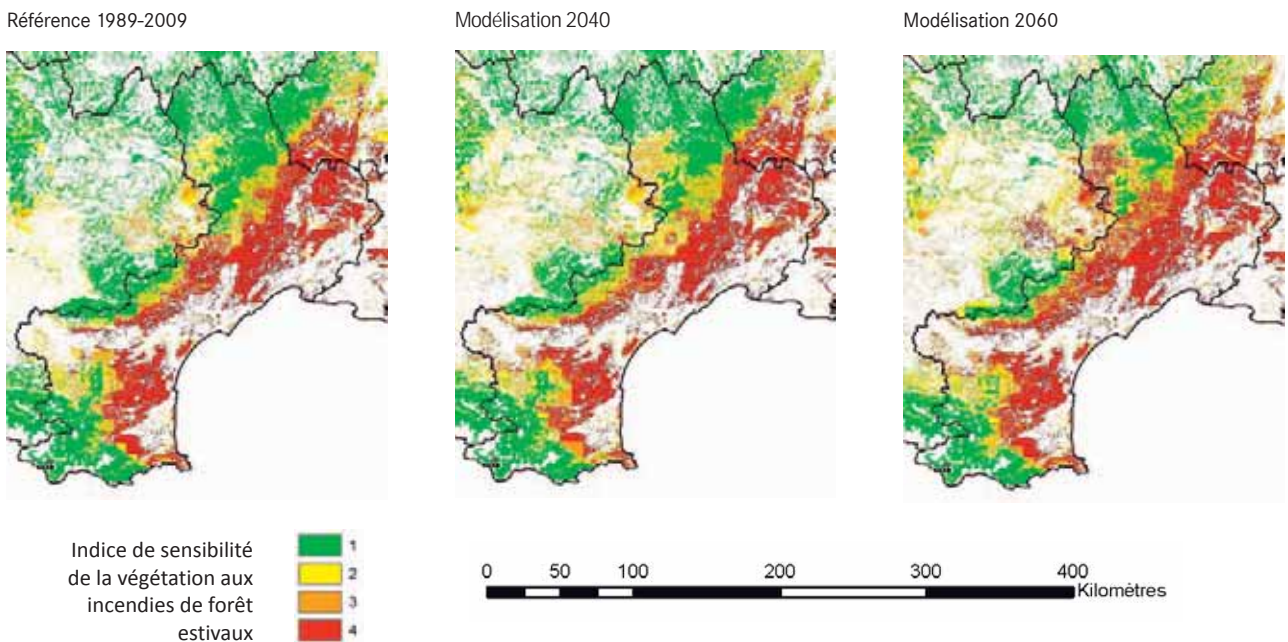 Référence 1989-2009
Modélisation 2040
Modélisation 2060
Indice de sensibilité
de la végétation aux
incendies de forêt
estivaux
1
2
3
4
0 50 100 200 300 400
Kilomètres